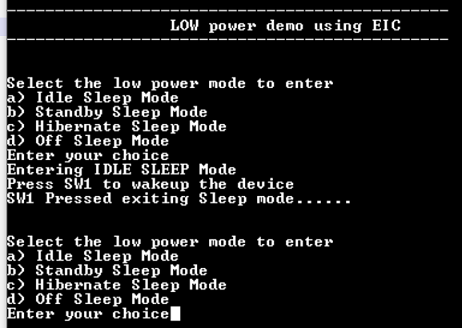 LOW power demo using EIC
Select the low power mode to enter
a) Idle Sleep Mode
b) Standby Sleep Mode
c) Hibernate Sleep Mode
d) Off Sleep Mode
Enter your choice
Entering IDLE SLEEP Mode
Press SW1 to wakeup the device
SW1 Pressed exiting Sleep mode......
Select the low power mode to enter
a) Idle Sleep Mode
b) Standby Sleep Mode
c) Hibernate Sleep Mode
d) Off Sleep Mode
Enter your choice